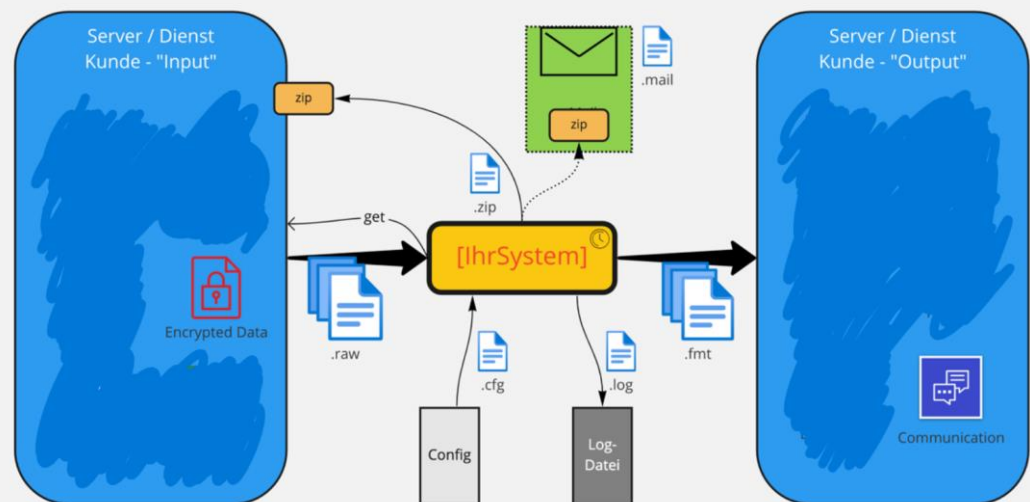 Server / Dienst
Kunde - "Input"
zip
.zip
get
Encrypted Data
.raw
zip
.mail
[IhrSystem]
.cfg
Config
.log
Log-
Datei
.fmt
Server / Dienst
Kunde - "Output"
Communication